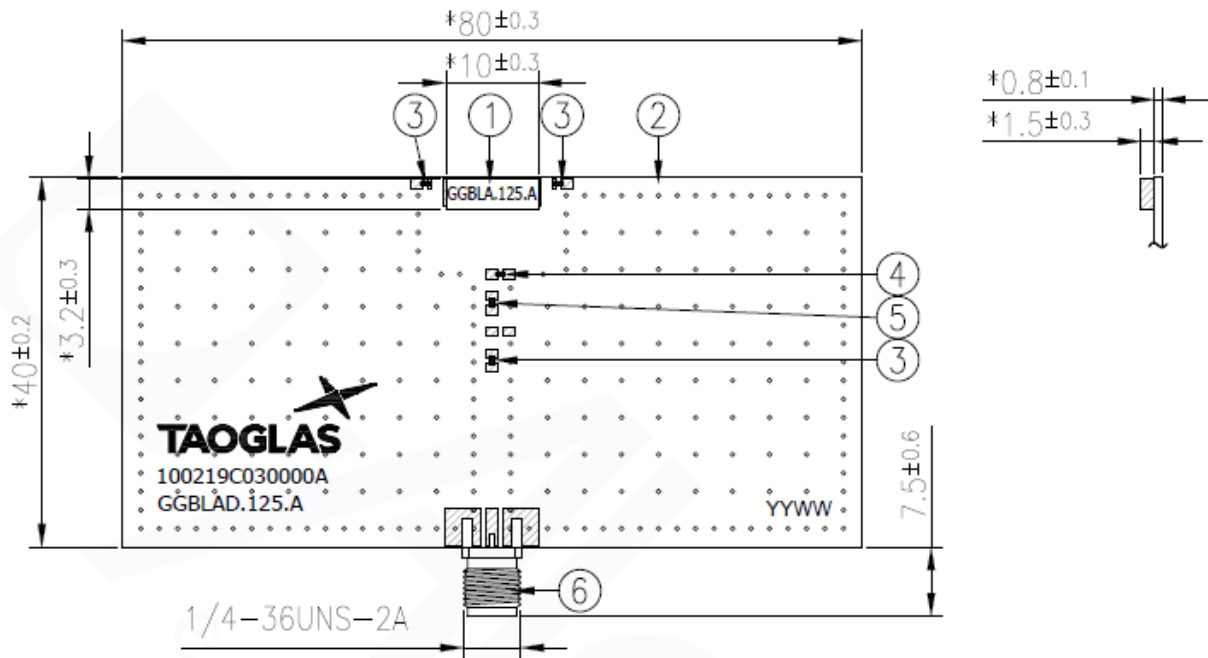 *80±0.3
*10±0.3
*0.8±0.1
*1.5±0.3
3
1
3
2
GGBLA.125.A
*3.2±0.3
*40±0.2
4
5
3
TAOGLAS
100219C030000A
GGBLAD.125.A
YYWW
7.5±0.6
6
1/4-36UNS-2A